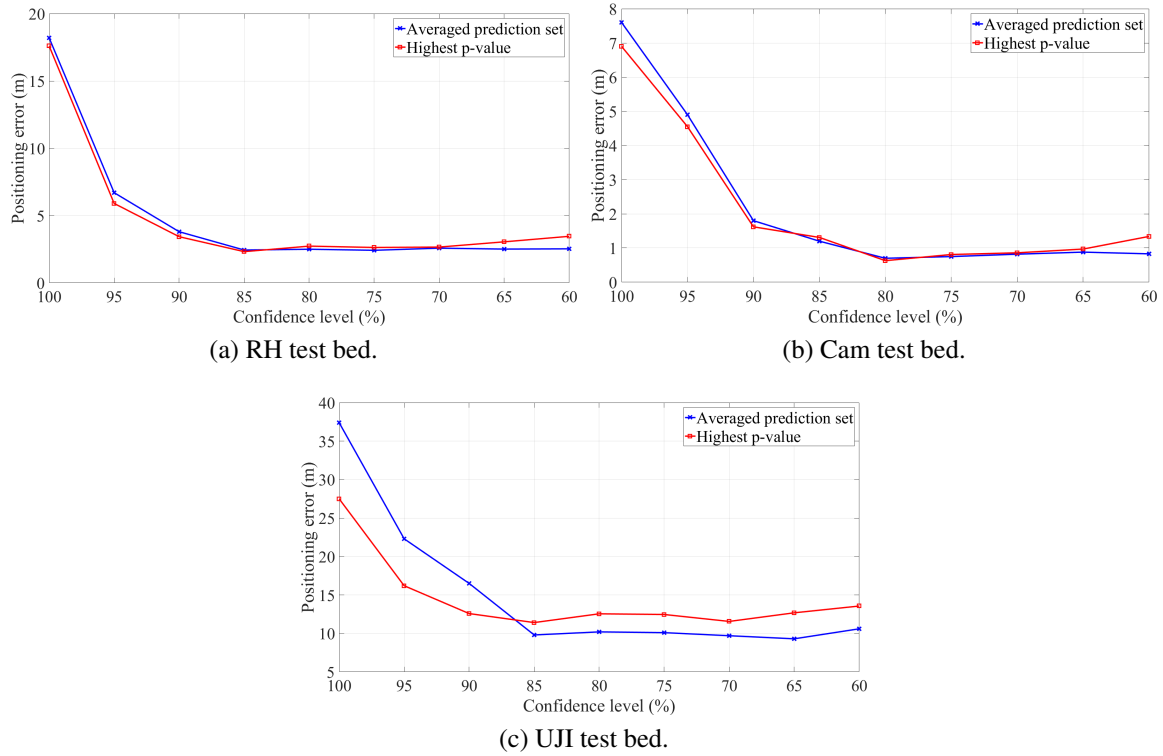 20
15
10
5
0
Positioning error (m)
Averaged prediction set
Highest p-value
100 95 90 85 80 75 70 65 60
Confidence level (%)
(a) RH test bed.
8
7
6
5
4
3
2
1
0
Positioning error (m)
Averaged prediction set
Highest p-value
100 95 90 85 80 75 70 65 60
Confidence level (%)
(b) Cam test bed.
40
35
30
25
20
15
10
5
Positioning error (m)
Averaged prediction set
Highest p-value
100 95 90 85 80 75 70 65 60
Confidence level (%)
(c) UJI test bed.